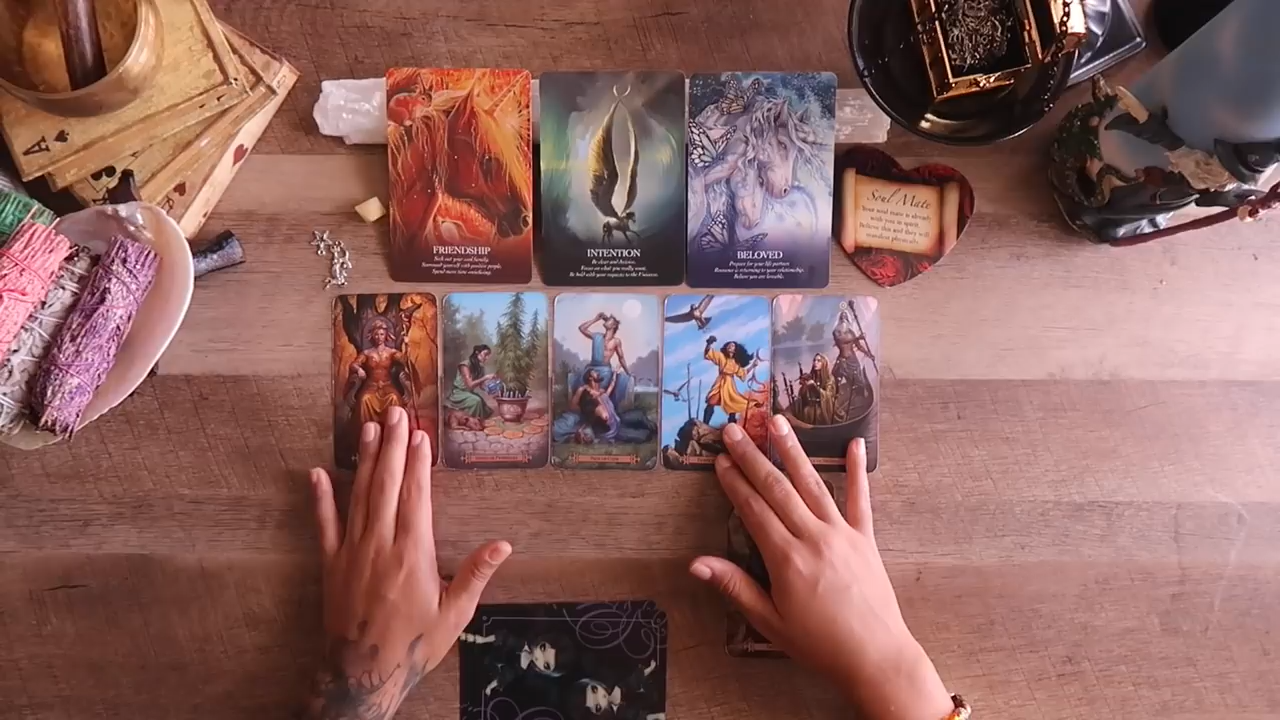 A
FRIENDSHIP
Seek out your soul family.
Surround yourself with positive people.
Spend more time socializing.
INTENTION
Be clear and decisive.
Focus on what you really want.
Be bold with your requests to the Universe.
BELOVED
Prepare for your life partner.
Romance is returning to your relationship.
Believe you are lovable.
Soul Mate
Your soul mate is already
with you in spirit.
Believe this and they will
manifest physically.